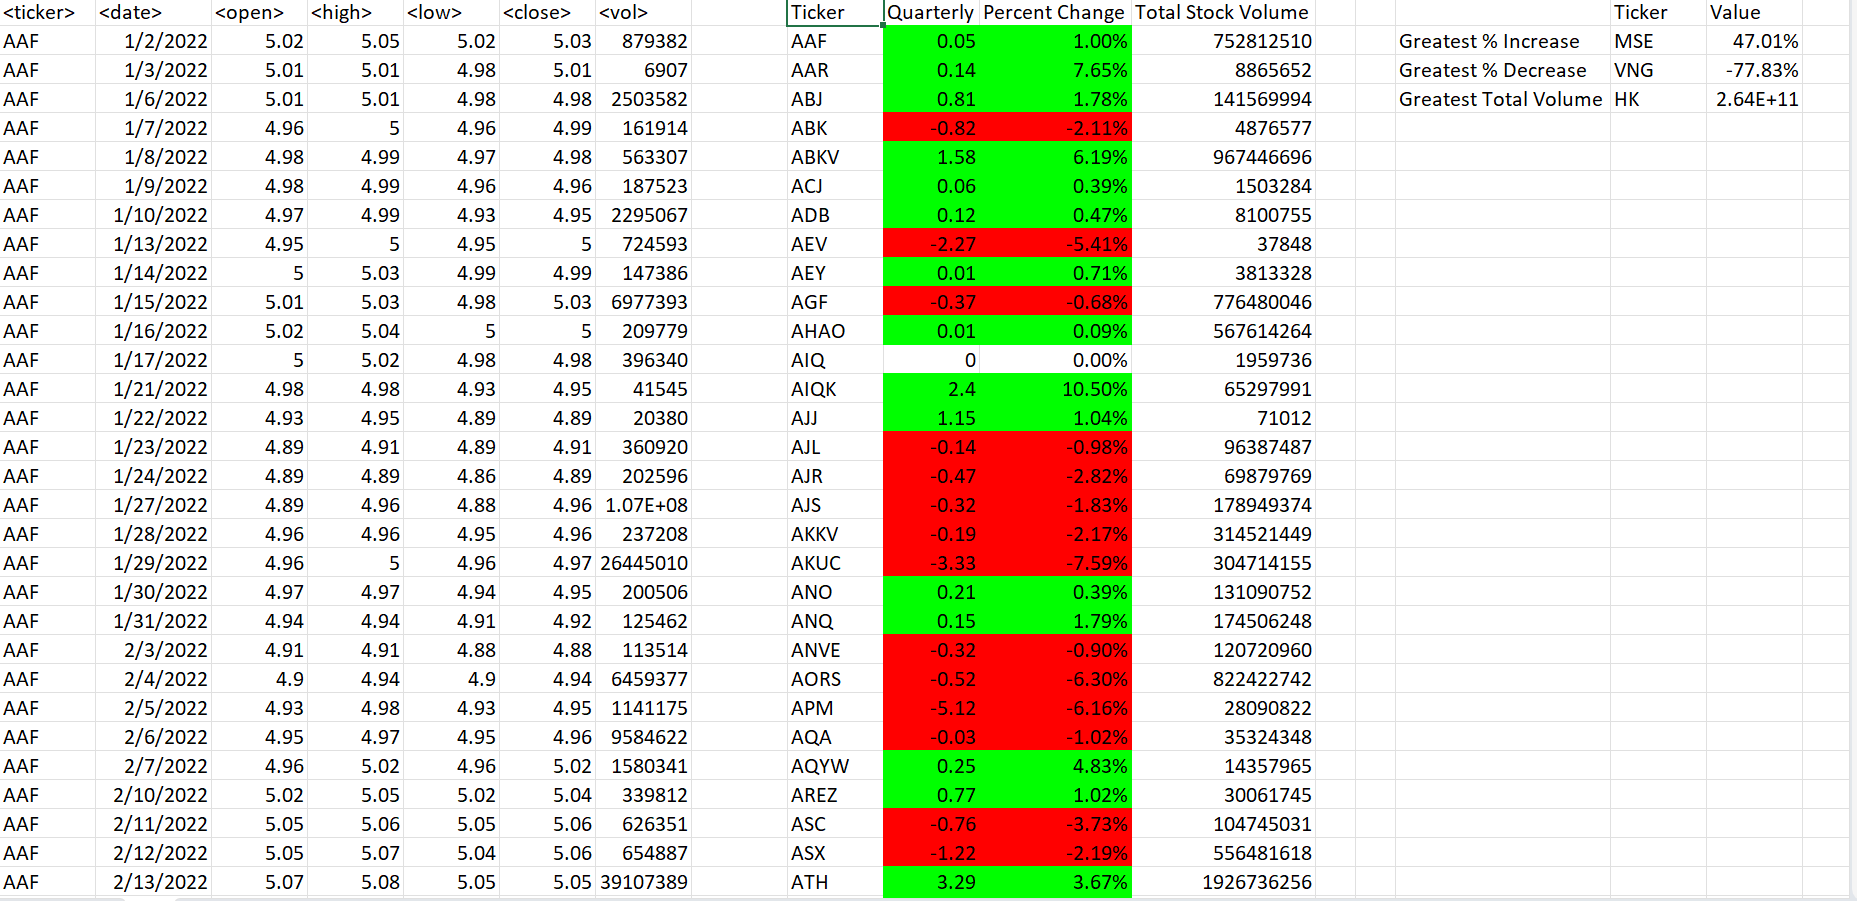 <ticker> <date> <open> <high> <low> <close> <vol> Ticker Quarterly Percent Change Total Stock Volume Ticker Value
AAF 1/2/2022 5.02 5.05 5.02 5.03 879382 AAF 0.05 1.00% 752812510 Greatest % Increase MSE 47.01%
AAF 1/3/2022 5.01 5.01 4.98 5.01 6907 AAR 0.14 7.65% 8865652 Greatest % Decrease VNG -77.83%
AAF 1/6/2022 5.01 5.01 4.98 4.98 2503582 ABJ 0.81 1.78% 141569994 Greatest Total Volume HK 2.64E+11
AAF 1/7/2022 4.96 5 4.96 4.99 161914 ABK -0.82 -2.11% 4876577
AAF 1/8/2022 4.98 4.99 4.97 4.98 563307 ABKV 1.58 6.19% 967446696
AAF 1/9/2022 4.98 4.99 4.96 4.96 187523 ACJ 0.06 0.39% 1503284
AAF 1/10/2022 4.97 4.99 4.93 4.95 2295067 ADB 0.12 0.47% 8100755
AAF 1/13/2022 4.95 5 4.95 5 724593 AEV -2.27 -5.41% 37848
AAF 1/14/2022 5 5.03 4.99 4.99 147386 AEY 0.01 0.71% 3813328
AAF 1/15/2022 5.01 5.03 4.98 5.03 6977393 AGF -0.37 -0.68% 776480046
AAF 1/16/2022 5.02 5.04 5 5 209779 AHAO 0.01 0.09% 567614264
AAF 1/17/2022 5 5.02 4.98 4.98 396340 AIQ 0 0.00% 1959736
AAF 1/21/2022 4.98 4.98 4.93 4.95 41545 AIQK 2.4 10.50% 65297991
AAF 1/22/2022 4.93 4.95 4.89 4.89 20380 AJJ 1.15 1.04% 71012
AAF 1/23/2022 4.89 4.91 4.89 4.91 360920 AJL -0.14 -0.98% 96387487
AAF 1/24/2022 4.89 4.89 4.86 4.89 202596 AJR -0.47 -2.82% 69879769
AAF 1/27/2022 4.89 4.96 4.88 4.96 1.07E+08 AJS -0.32 -1.83% 178949374
AAF 1/28/2022 4.96 4.96 4.95 4.96 237208 AKKV -0.19 -2.17% 314521449
AAF 1/29/2022 4.96 5 4.96 4.97 26445010 AKUC -3.33 -7.59% 304714155
AAF 1/30/2022 4.97 4.97 4.94 4.95 200506 ANO 0.21 0.39% 131090752
AAF 1/31/2022 4.94 4.94 4.91 4.92 125462 ANQ 0.15 1.79% 174506248
AAF 2/3/2022 4.91 4.91 4.88 4.88 113514 ANVE -0.32 -0.90% 120720960
AAF 2/4/2022 4.9 4.94 4.9 4.94 6459377 AORS -0.52 -6.30% 822422742
AAF 2/5/2022 4.93 4.98 4.93 4.95 1141175 APM -5.12 -6.16% 28090822
AAF 2/6/2022 4.95 4.97 4.95 4.96 9584622 AQA -0.03 -1.02% 35324348
AAF 2/7/2022 4.96 5.02 4.96 5.02 1580341 AQYW 0.25 4.83% 14357965
AAF 2/10/2022 5.02 5.05 5.02 5.04 339812 AREZ 0.77 1.02% 30061745
AAF 2/11/2022 5.05 5.06 5.05 5.06 626351 ASC -0.76 -3.73% 104745031
AAF 2/12/2022 5.05 5.07 5.04 5.06 654887 ASX -1.22 -2.19% 556481618
AAF 2/13/2022 5.07 5.08 5.05 5.05 39107389 ATH 3.29 3.67% 1926736256